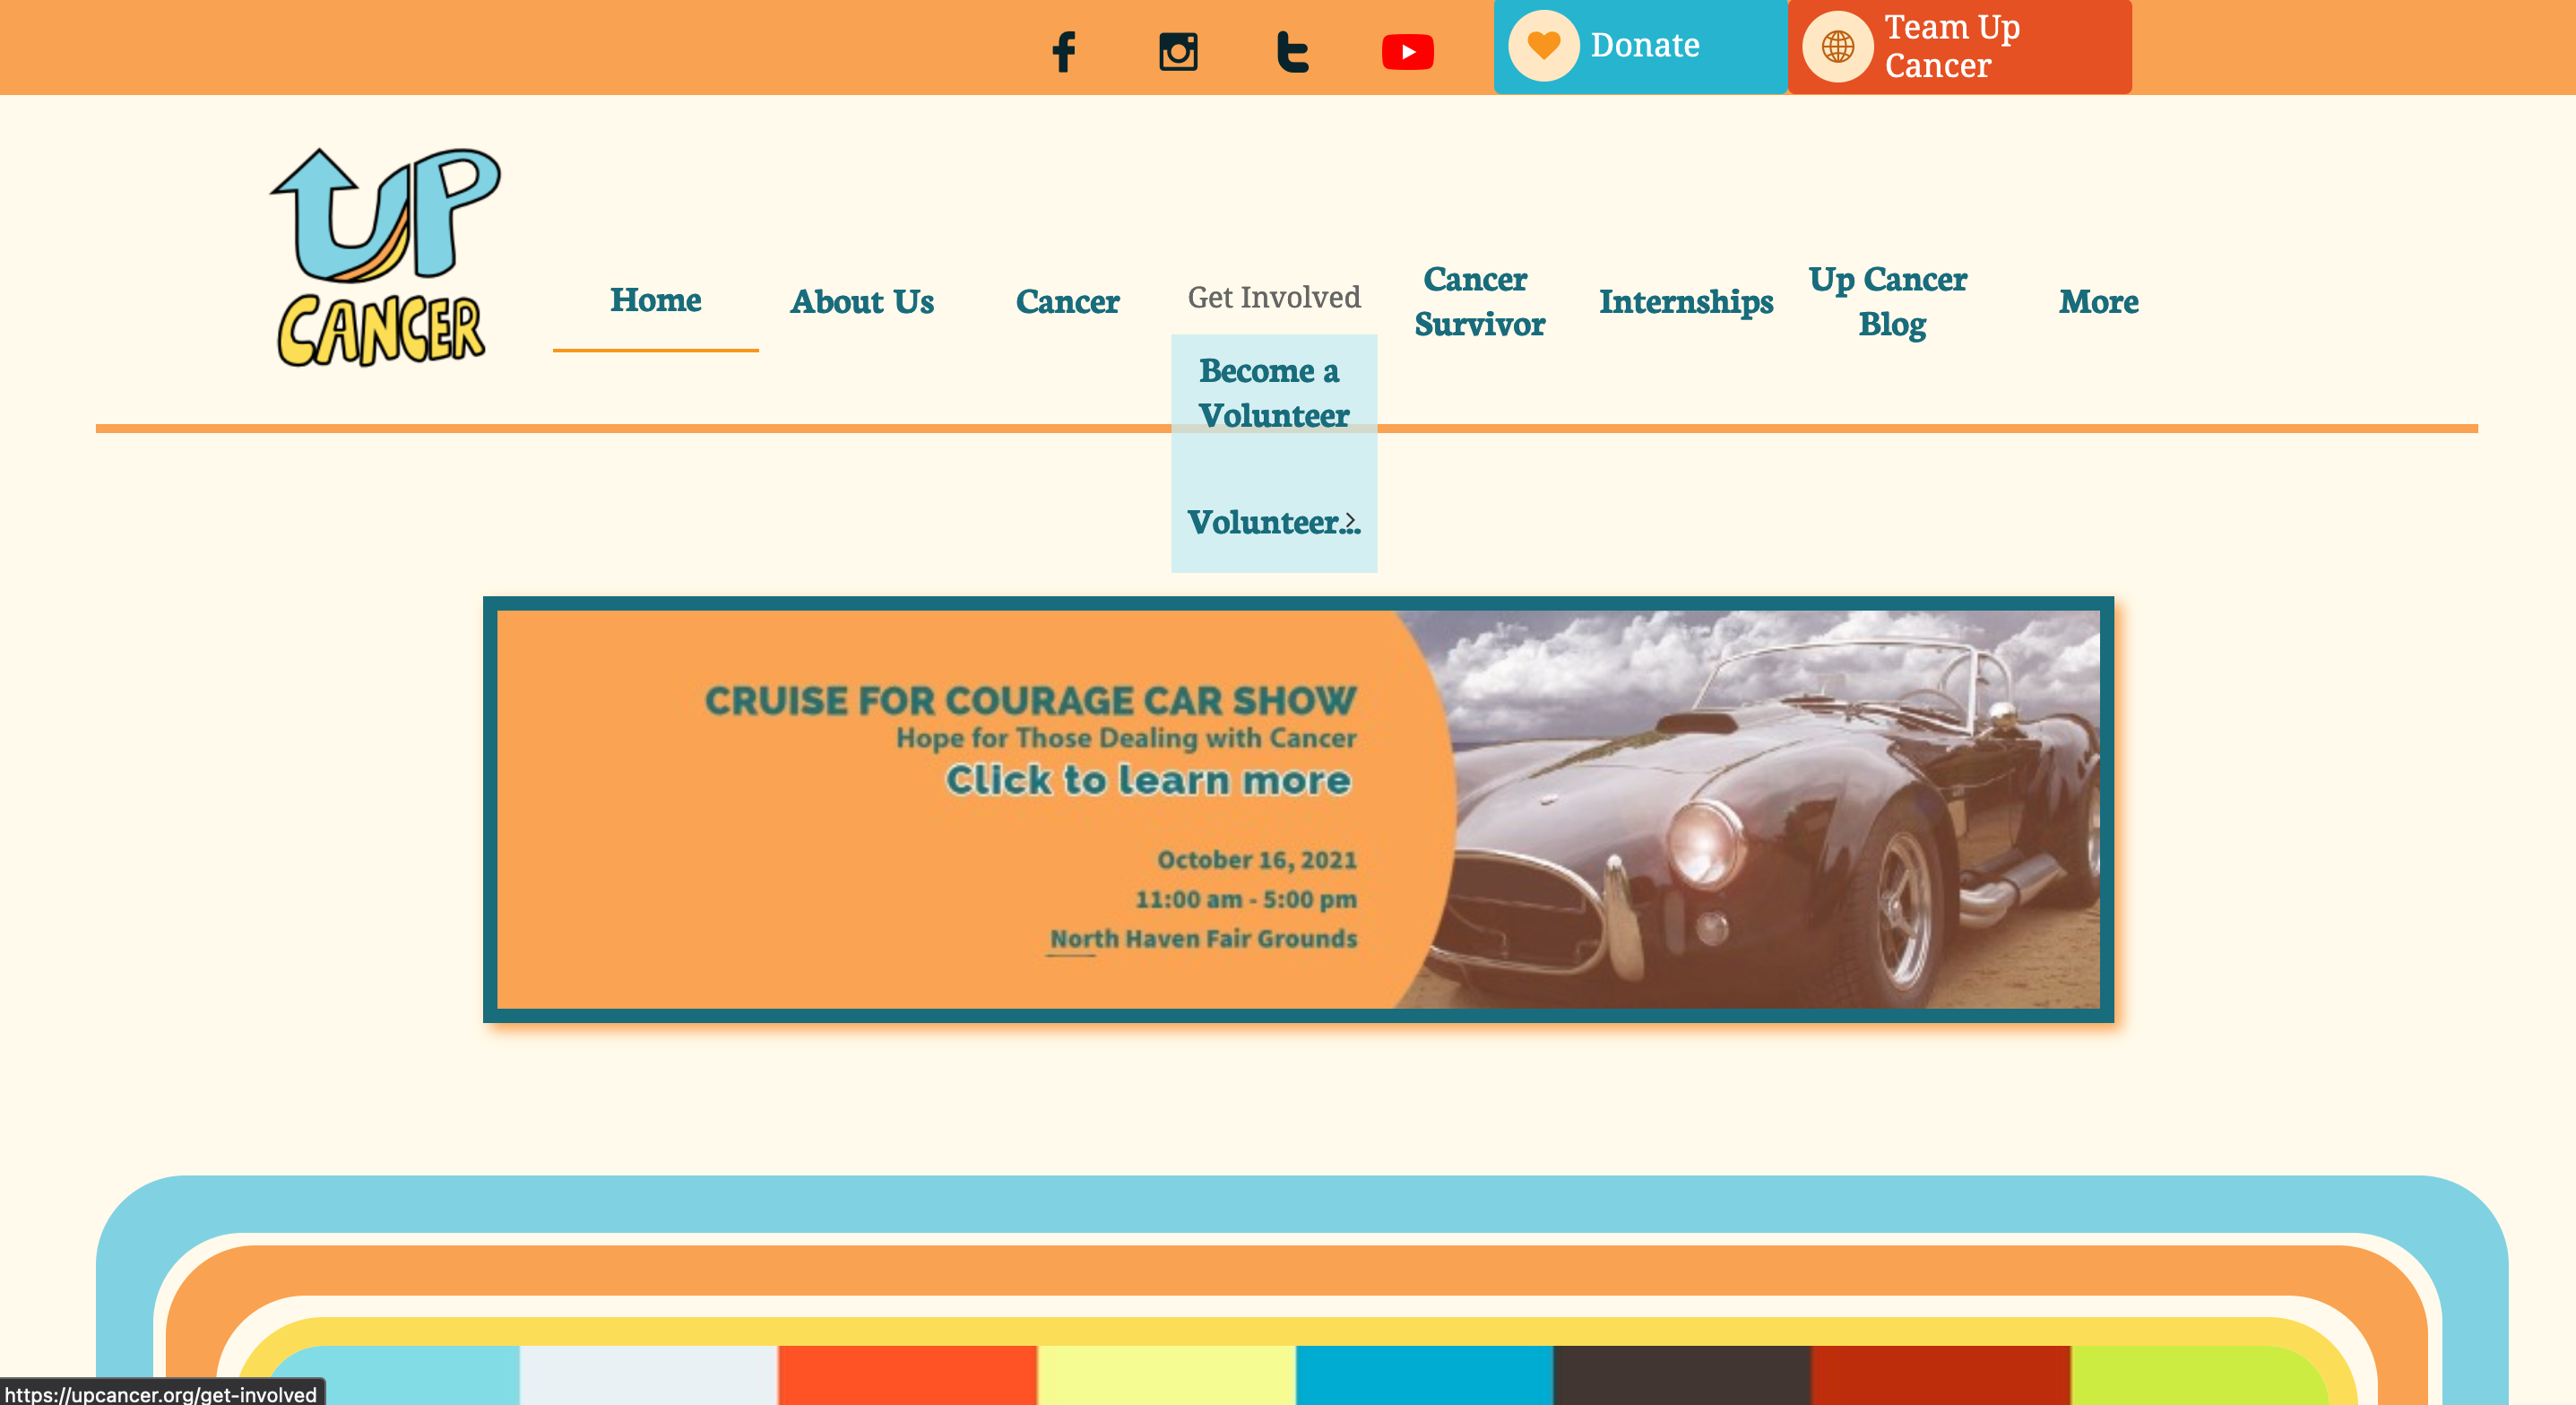 Donate
Team Up
Cancer
UP
CANCER
Home
About Us
Cancer
Get Involved
Cancer
Survivor
Internships
Up Cancer
Blog
More
Become a
Volunteer
Volunteer...
CRUISE FOR COURAGE CAR SHOW
Hope for Those Dealing with Cancer
Click to learn more
October 16, 2021
11:00 am - 5:00 pm
North Haven Fair Grounds
https://upcancer.org/get-involved